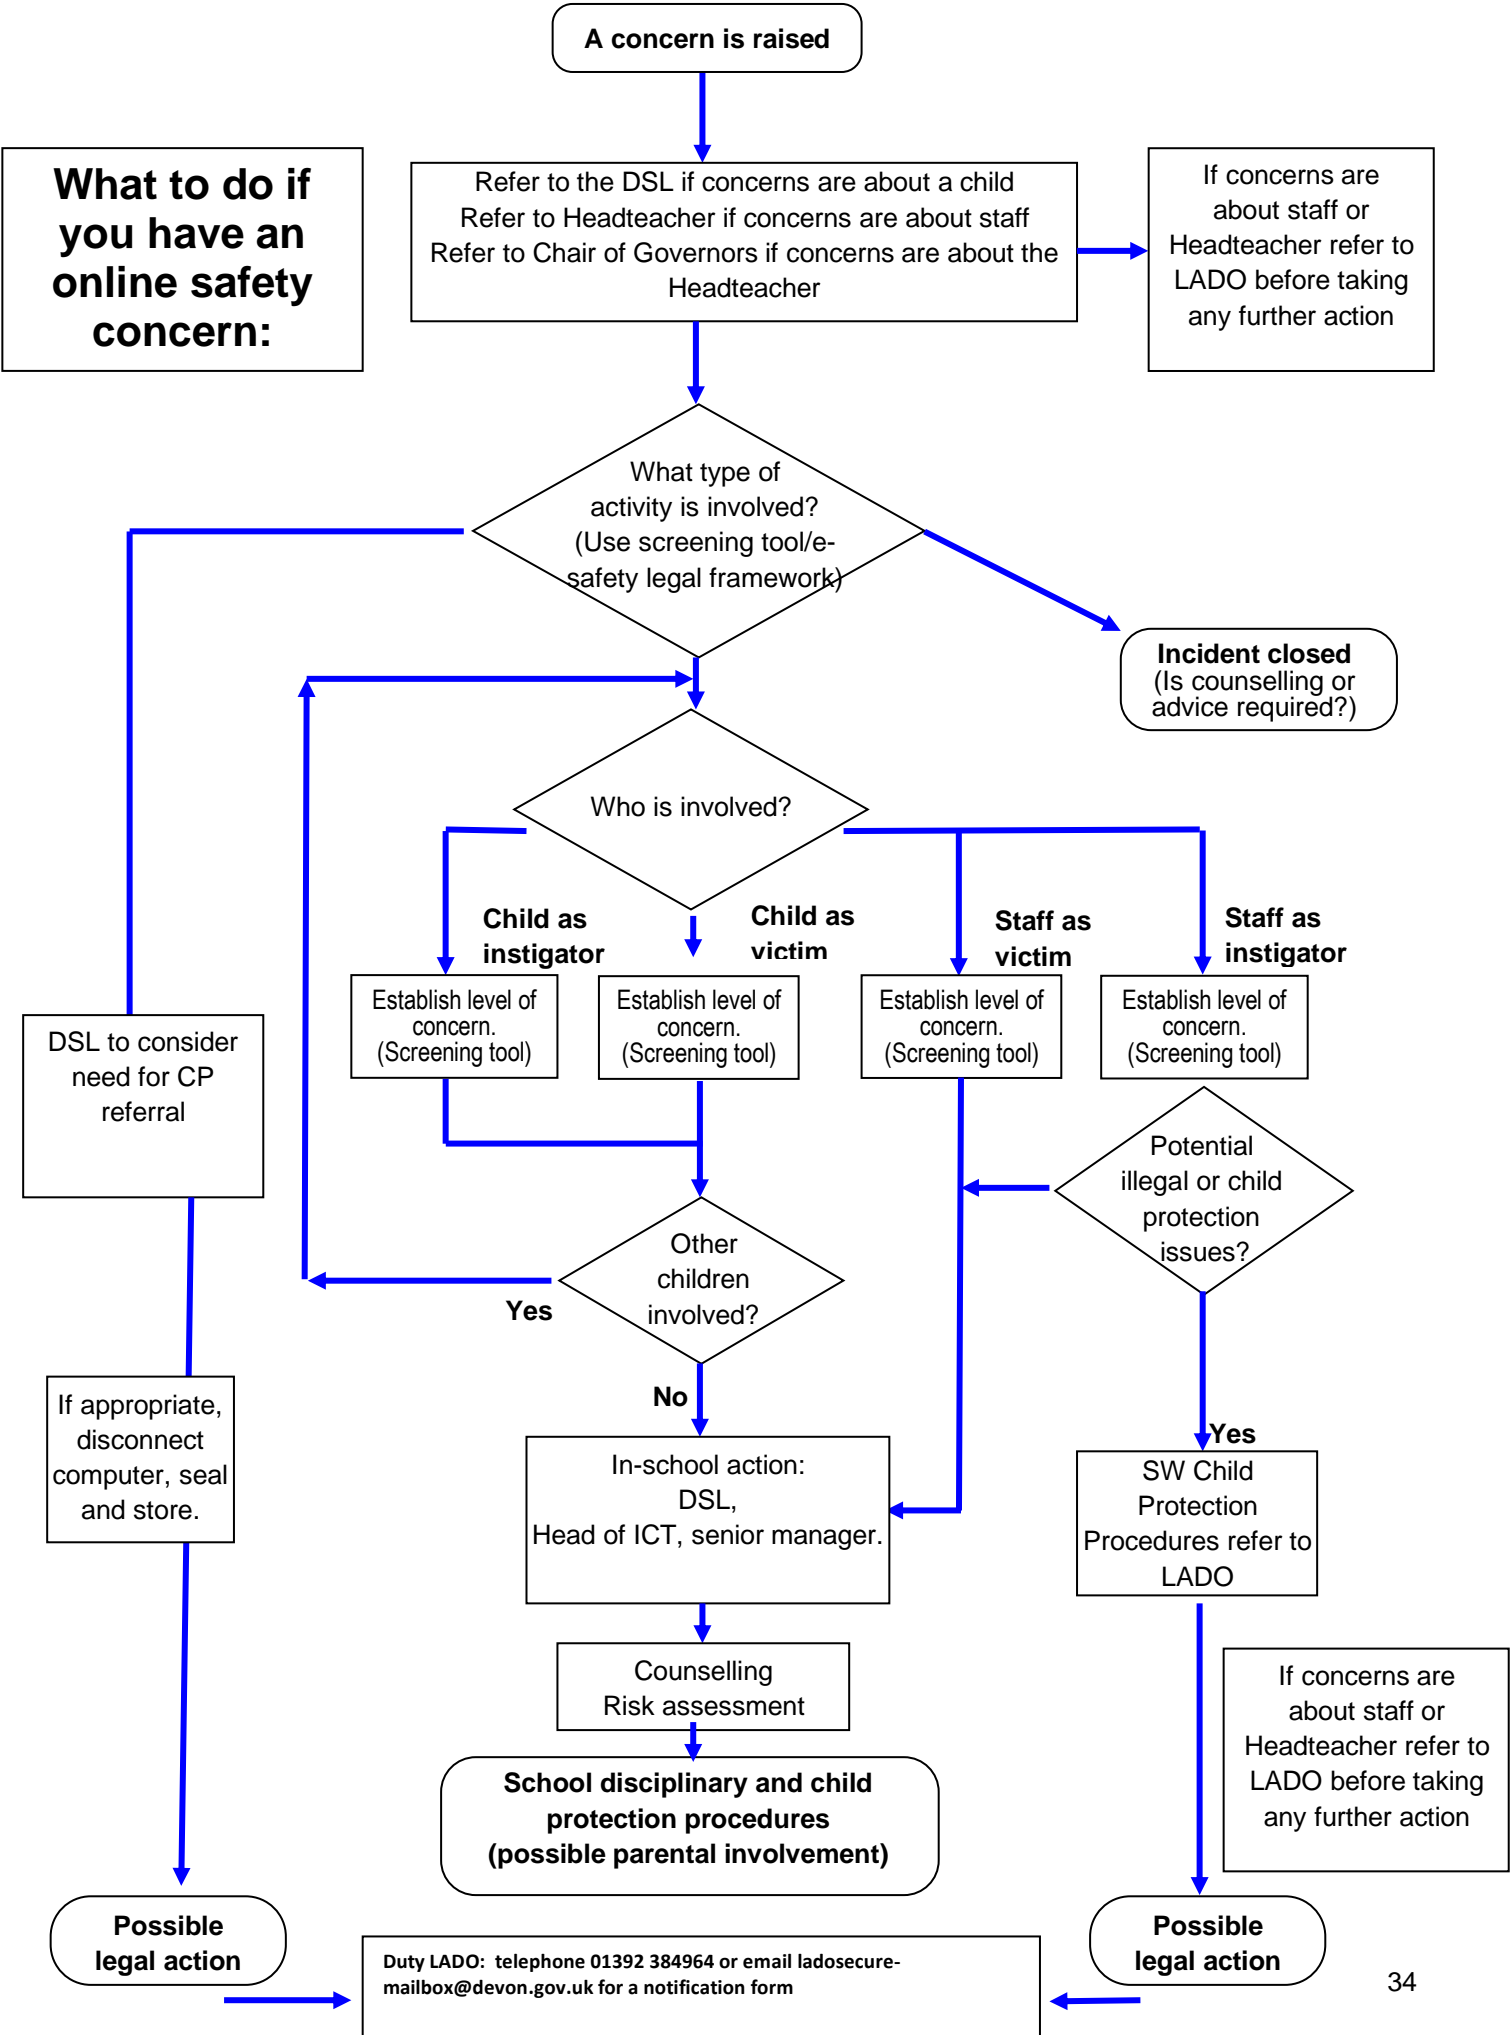 A concern is raised
What to do if
you have an
online safety
concern:
Refer to the DSL if concerns are about a child
Refer to Headteacher if concerns are about staff
Refer to Chair of Governors if concerns are about the
Headteacher
If concerns are
about staff or
Headteacher refer to
LADO before taking
any further action
What type of
activity is involved?
(Use screening tool/e-
safety legal framework)
Incident closed
(Is counselling or
advice required?)
Who is involved?
Child as
instigator
Child as
victim
Staff as
victim
Staff as
instigator
Establish level of
concern.
(Screening tool)
Establish level of
concern.
(Screening tool)
Establish level of
concern.
(Screening tool)
Establish level of
concern.
(Screening tool)
DSL to consider
need for CP
referral
Potential
illegal or child
protection
issues?
Other
children
involved?
Yes
No
If appropriate,
disconnect
computer, seal
and store.
In-school action:
DSL,
Head of ICT, senior manager.
Yes
SW Child
Protection
Procedures refer to
LADO
Counselling
Risk assessment
If concerns are
about staff or
Headteacher refer to
LADO before taking
any further action
School disciplinary and child
protection procedures
(possible parental involvement)
Possible
legal action
Possible
legal action
Duty LADO: telephone 01392 384964 or email ladosecure-
mailbox@devon.gov.uk for a notification form
34